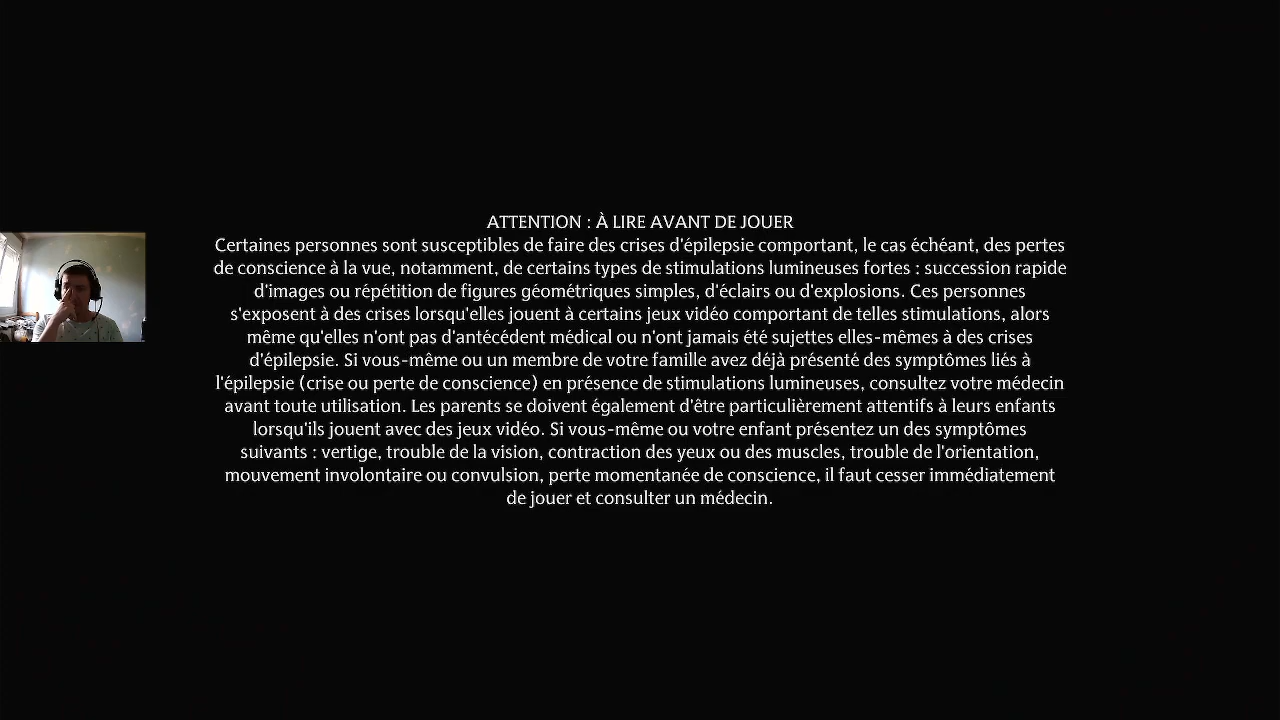 ATTENTION : À LIRE AVANT DE JOUER
Certaines personnes sont susceptibles de faire des crises d'épilepsie comportant, le cas échéant, des pertes
de conscience à la vue, notamment, de certains types de stimulations lumineuses fortes : succession rapide
d'images ou répétition de figures géométriques simples, d'éclairs ou d'explosions. Ces personnes
s'exposent à des crises lorsqu'elles jouent à certains jeux vidéo comportant de telles stimulations, alors
même qu'elles n'ont pas d'antécédent médical ou n'ont jamais été sujettes elles-mêmes à des crises
d'épilepsie. Si vous-même ou un membre de votre famille avez déjà présenté des symptômes liés à
l'épilepsie (crise ou perte de conscience) en présence de stimulations lumineuses, consultez votre médecin
avant toute utilisation. Les parents se doivent également d'être particulièrement attentifs à leurs enfants
lorsqu'ils jouent avec des jeux vidéo. Si vous-même ou votre enfant présentez un des symptômes
suivants : vertige, trouble de la vision, contraction des yeux ou des muscles, trouble de l'orientation,
mouvement involontaire ou convulsion, perte momentanée de conscience, il faut cesser immédiatement
de jouer et consulter un médecin.